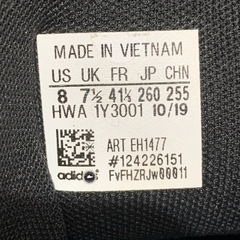 MADE IN VIETNAM
US UK FR JP CHN
8 7½ 41⅓ 260 255
HWA 1Y3001 10/19
ART EH1477
#124226151
adidas FvFHZRJw00011